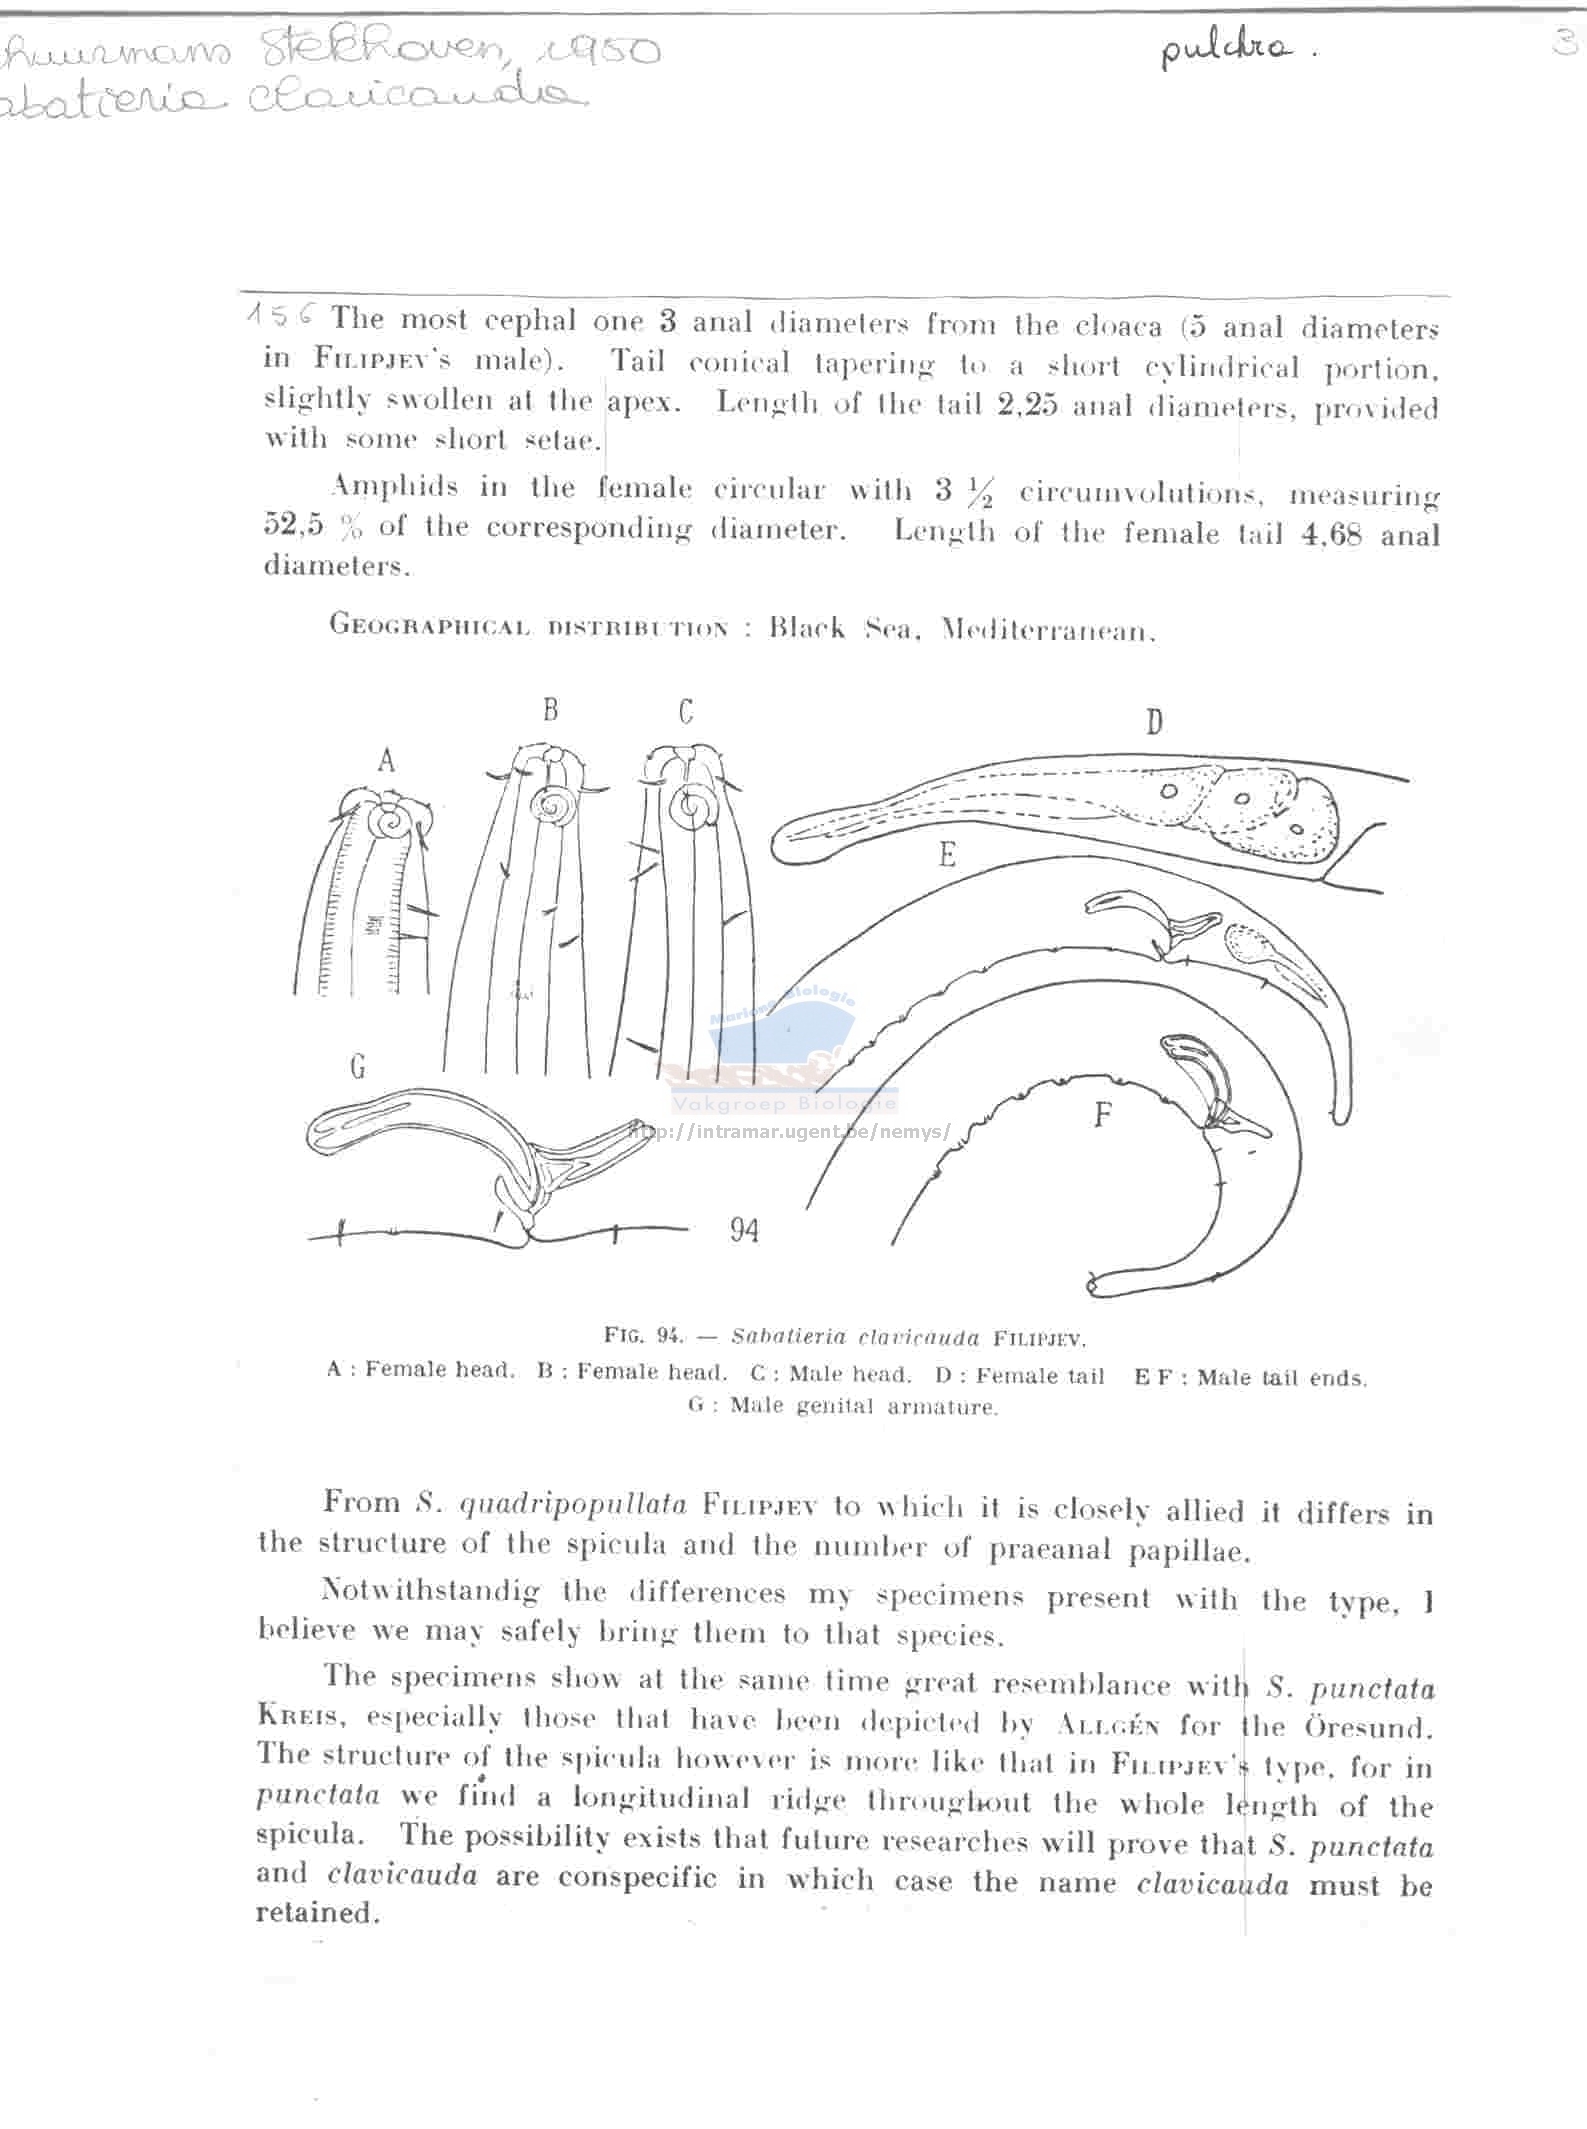 huurmans Stekhoven, 1950
pulchra.
3
abatieria clavicauda
156 The most cephal one 3 anal diameters from the cloaca (5 anal diameters
in FILIPJEV's male). Tail conical tapering to a short cylindrical portion,
slightly swollen at the apex. Length of the tail 2,25 anal diameters, provided
with some short setae.
Amphids in the female circular with 3 ½ circumvolutions, measuring
52,5 % of the corresponding diameter. Length of the female tail 4,68 anal
diameters.
GEOGRAPHICAL DISTRIBUTION : Black Sea, Mediterranean.
A
B
C
D
E
F
G
94
Mariene Biologie
Vakgroep Biologie
http://intramar.ugent.be/nemys/
FIG. 94. — Sabatieria clavicauda FILIPJEV.
A : Female head. B : Female head. C : Male head. D : Female tail E F : Male tail ends.
G : Male genital armature.
From S. quadripopullata FILIPJEV to which it is closely allied it differs in
the structure of the spicula and the number of praeanal papillae.
Notwithstandig the differences my specimens present with the type, I
believe we may safely bring them to that species.
The specimens show at the same time great resemblance with S. punctata
KREIS, especially those that have been depicted by ALLGÉN for the Öresund.
The structure of the spicula however is more like that in FILIPJEV's type, for in
punctata we find a longitudinal ridge throughout the whole length of the
spicula. The possibility exists that future researches will prove that S. punctata
and clavicauda are conspecific in which case the name clavicauda must be
retained.